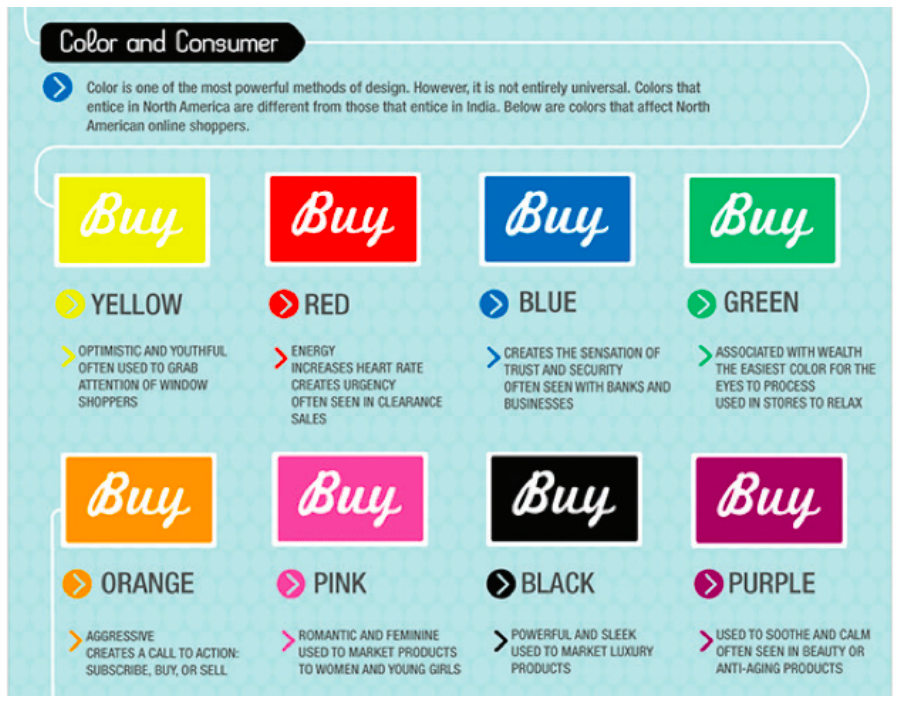 Color and Consumer
Color is one of the most powerful methods of design. However, it is not entirely universal. Colors that
entice in North America are different from those that entice in India. Below are colors that affect North
American online shoppers.
Buy
YELLOW
OPTIMISTIC AND YOUTHFUL
OFTEN USED TO GRAB
ATTENTION OF WINDOW
SHOPPERS
Buy
RED
ENERGY
INCREASES HEART RATE
CREATES URGENCY
OFTEN SEEN IN CLEARANCE
SALES
Buy
BLUE
CREATES THE SENSATION OF
TRUST AND SECURITY
OFTEN SEEN WITH BANKS AND
BUSINESSES
Buy
GREEN
ASSOCIATED WITH WEALTH
THE EASIEST COLOR FOR THE
EYES TO PROCESS
USED IN STORES TO RELAX
Buy
ORANGE
AGGRESSIVE
CREATES A CALL TO ACTION:
SUBSCRIBE, BUY, OR SELL
Buy
PINK
ROMANTIC AND FEMININE
USED TO MARKET PRODUCTS
TO WOMEN AND YOUNG GIRLS
Buy
BLACK
POWERFUL AND SLEEK
USED TO MARKET LUXURY
PRODUCTS
Buy
PURPLE
USED TO SOOTHE AND CALM
OFTEN SEEN IN BEAUTY OR
ANTI-AGING PRODUCTS